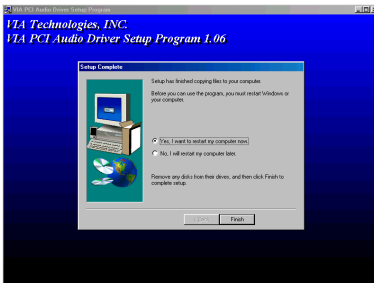 VIA PCI Audio Driver Setup Program
VIA Technologies, INC.
VIA PCI Audio Driver Setup Program 1.06
Setup Complete
Setup has finished copying files to your computer.
Before you can use the program, you must restart Windows or
your computer.
Yes, I want to restart my computer now.
No, I will restart my computer later.
Remove any disks from their drives, and then click Finish to
complete setup.
< Back
Finish